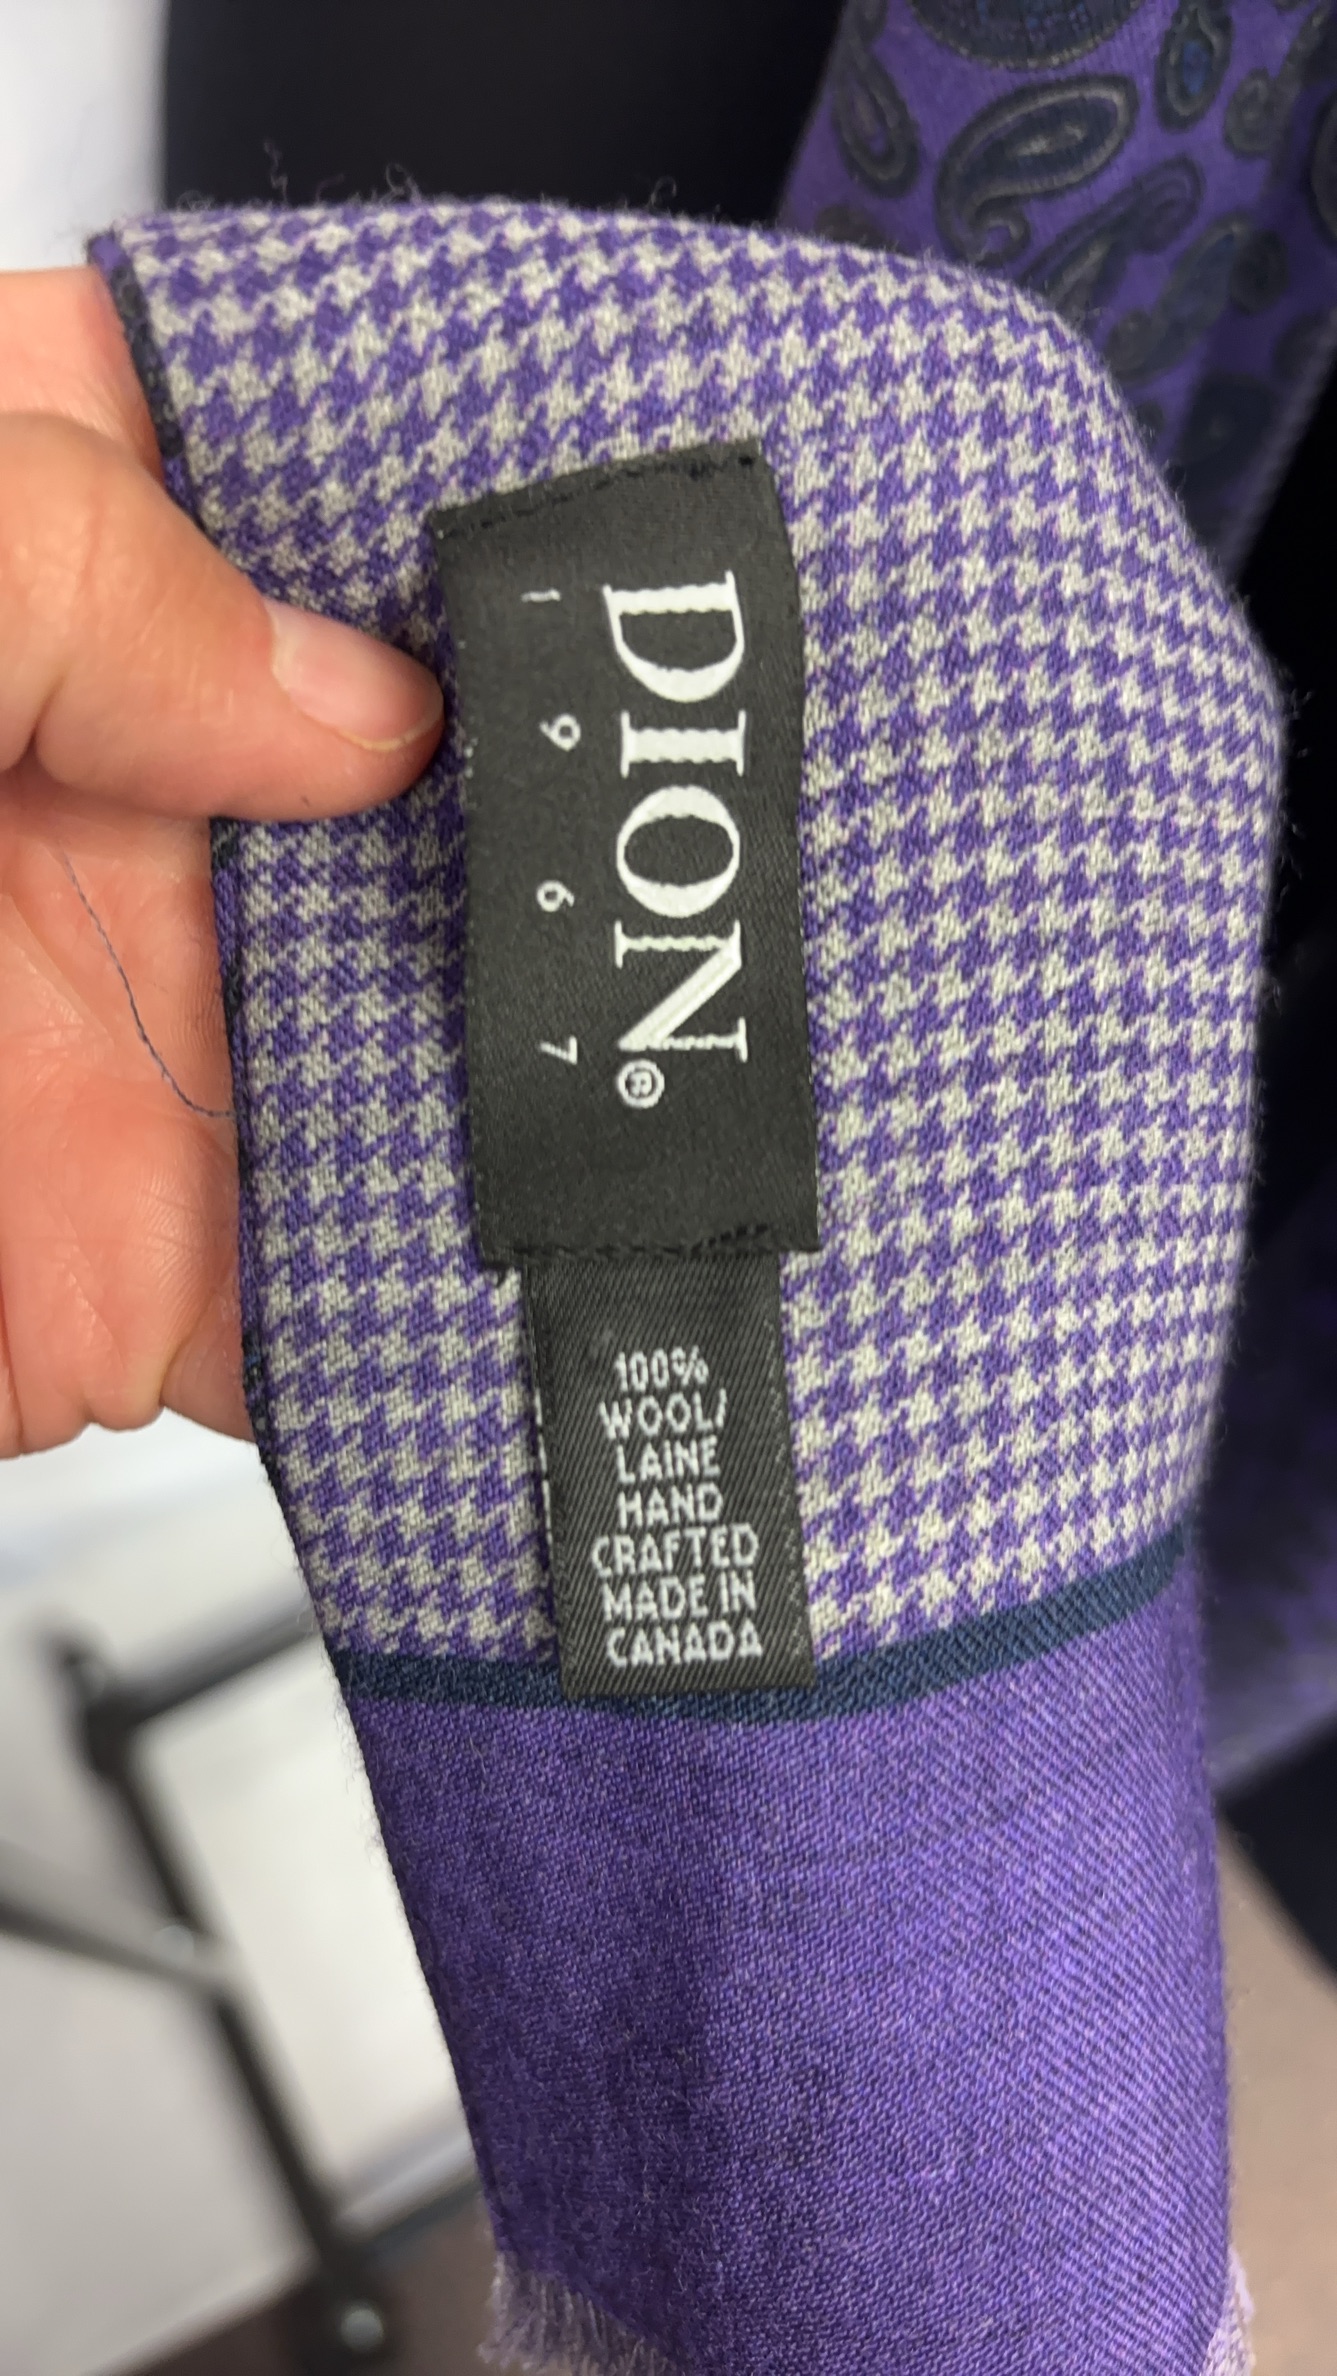 DION®
1967
100%
WOOL/
LAINE
HAND
CRAFTED
MADE IN
CANADA